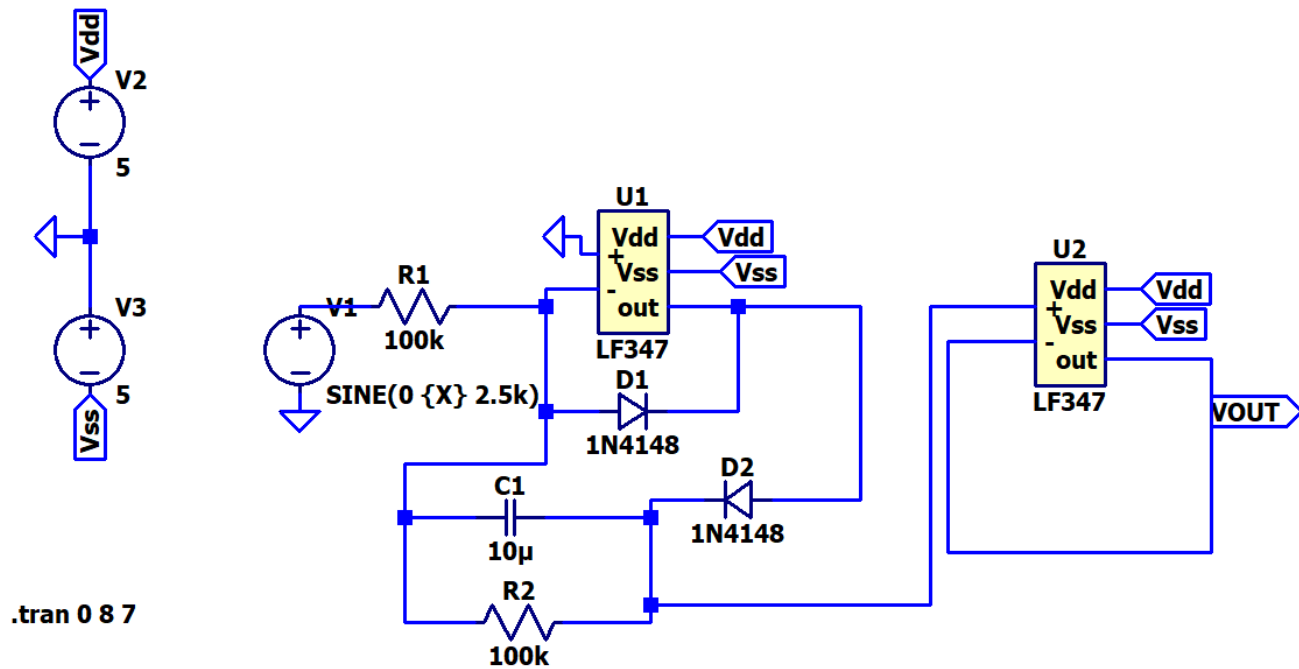 Vdd
V2
5
V3
5
Vss
V1
SINE(0 {X} 2.5k)
R1
100k
U1
Vdd
+
Vss
-
out
LF347
Vdd
Vss
D1
1N4148
D2
1N4148
C1
10µ
R2
100k
U2
Vdd
+
Vss
-
out
LF347
Vdd
Vss
VOUT
.tran 0 8 7